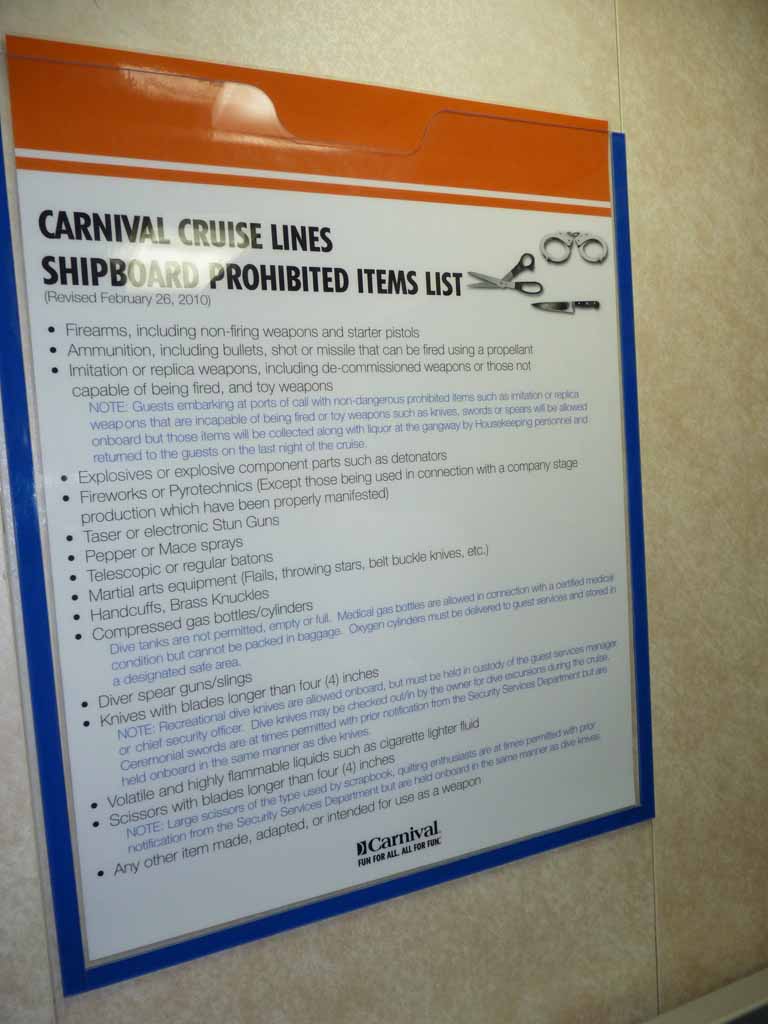 CARNIVAL CRUISE LINES
SHIPBOARD PROHIBITED ITEMS LIST
(Revised February 26, 2010)
• Firearms, including non-firing weapons and starter pistols
• Ammunition, including bullets, shot or missile that can be fired using a propellant
• Imitation or replica weapons, including de-commissioned weapons or those not
capable of being fired, and toy weapons
NOTE: Guests embarking at ports of call with non-dangerous prohibited items such as imitation or replica
weapons that are incapable of being fired or toy weapons such as knives, swords or spears will be allowed
onboard but those items will be collected along with liquor at the gangway by Housekeeping personnel and
returned to the guests on the last night of the cruise.
• Explosives or explosive component parts such as detonators
• Fireworks or Pyrotechnics (Except those being used in connection with a company stage
production which have been properly manifested)
• Taser or electronic Stun Guns
• Pepper or Mace sprays
• Telescopic or regular batons
• Martial arts equipment (Flails, throwing stars, belt buckle knives, etc.)
• Handcuffs, Brass Knuckles
• Compressed gas bottles/cylinders
Dive tanks are not permitted, empty or full. Medical gas bottles are allowed in connection with a certified medical
condition but cannot be packed in baggage. Oxygen cylinders must be delivered to guest services and stored in
a designated safe area.
• Diver spear guns/slings
• Knives with blades longer than four (4) inches
NOTE: Recreational dive knives are allowed onboard, but must be held in custody of the guest services manager
or chief security officer. Dive knives may be checked out/in by the owner for dive excursions during the cruise.
Ceremonial swords are at times permitted with prior notification from the Security Services Department but are
held onboard in the same manner as dive knives.
• Volatile and highly flammable liquids such as cigarette lighter fluid
• Scissors with blades longer than four (4) inches
NOTE: Large scissors of the type used by scrapbook, quilting enthusiasts are at times permitted with prior
notification from the Security Services Department but are held onboard in the same manner as dive knives.
• Any other item made, adapted, or intended for use as a weapon
Carnival
FUN FOR ALL. ALL FOR FUN.